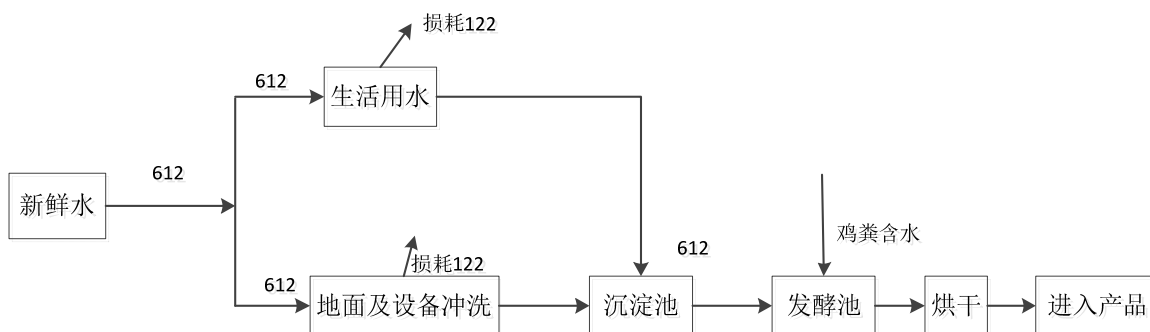 损耗122
612
生活用水
612
新鲜水
鸡粪含水
612
损耗122
612
地面及设备冲洗
沉淀池
发酵池
烘干
进入产品